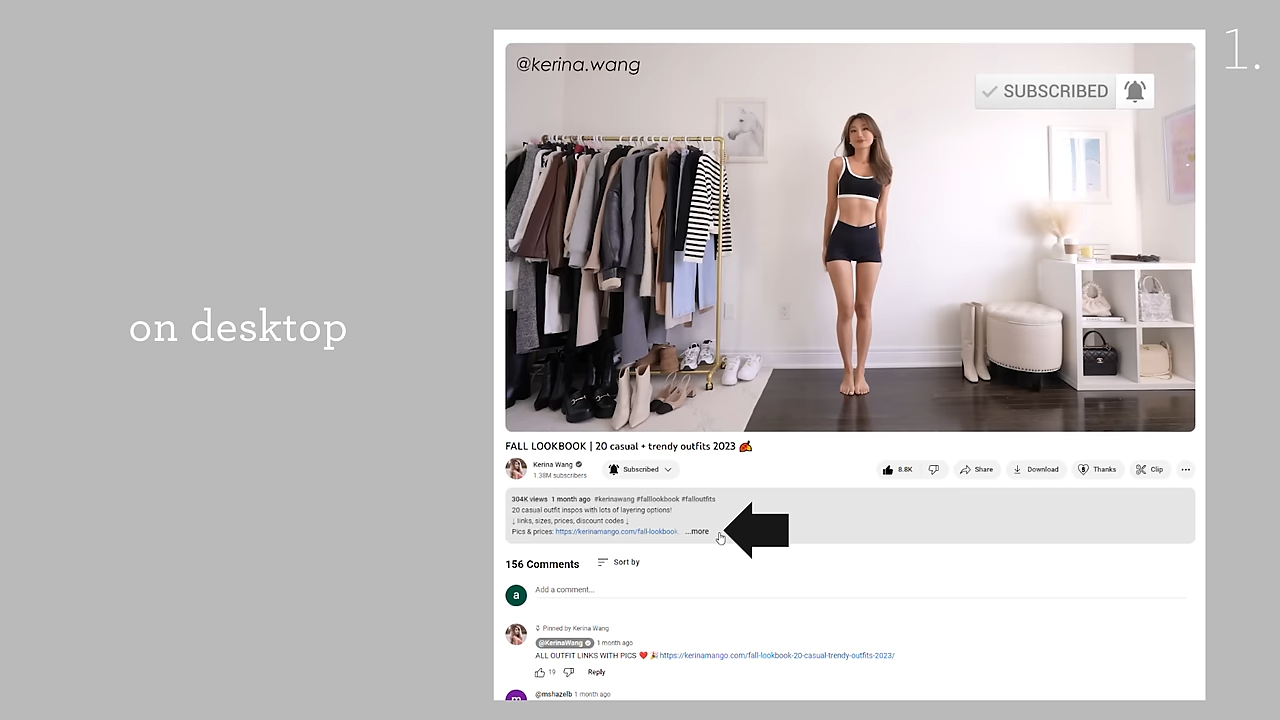 1.
on desktop
@kerina.wang
SUBSCRIBED
FALL LOOKBOOK | 20 casual + trendy outfits 2023 🍂
Kerina Wang
1.38M subscribers
Subscribed
8.8K
Share
Download
Thanks
Clip
304K views 1 month ago #kerinawang #falllookbook #falloutfits
20 casual outfit inspos with lots of layering options!
↓ links, sizes, prices, discount codes ↓
Pics & prices: https://kerinamango.com/fall-lookbook ...more
156 Comments
Sort by
a
Add a comment...
Pinned by Kerina Wang
@KerinaWang 1 month ago
ALL OUTFIT LINKS WITH PICS ❤️ 🎉 https://kerinamango.com/fall-lookbook-20-casual-trendy-outfits-2023/
19
Reply
m
@mshazelb 1 month ago